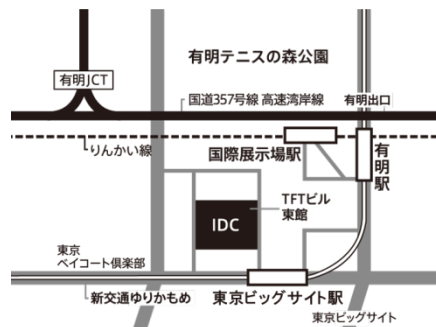 有明テニスの森公園
有明JCT
国道357号線 高速湾岸線
有明出口
りんかい線
国際展示場駅
有明駅
TFTビル
東館
IDC
東京
ベイコート倶楽部
新交通ゆりかもめ
東京ビッグサイト駅
東京ビッグサイト